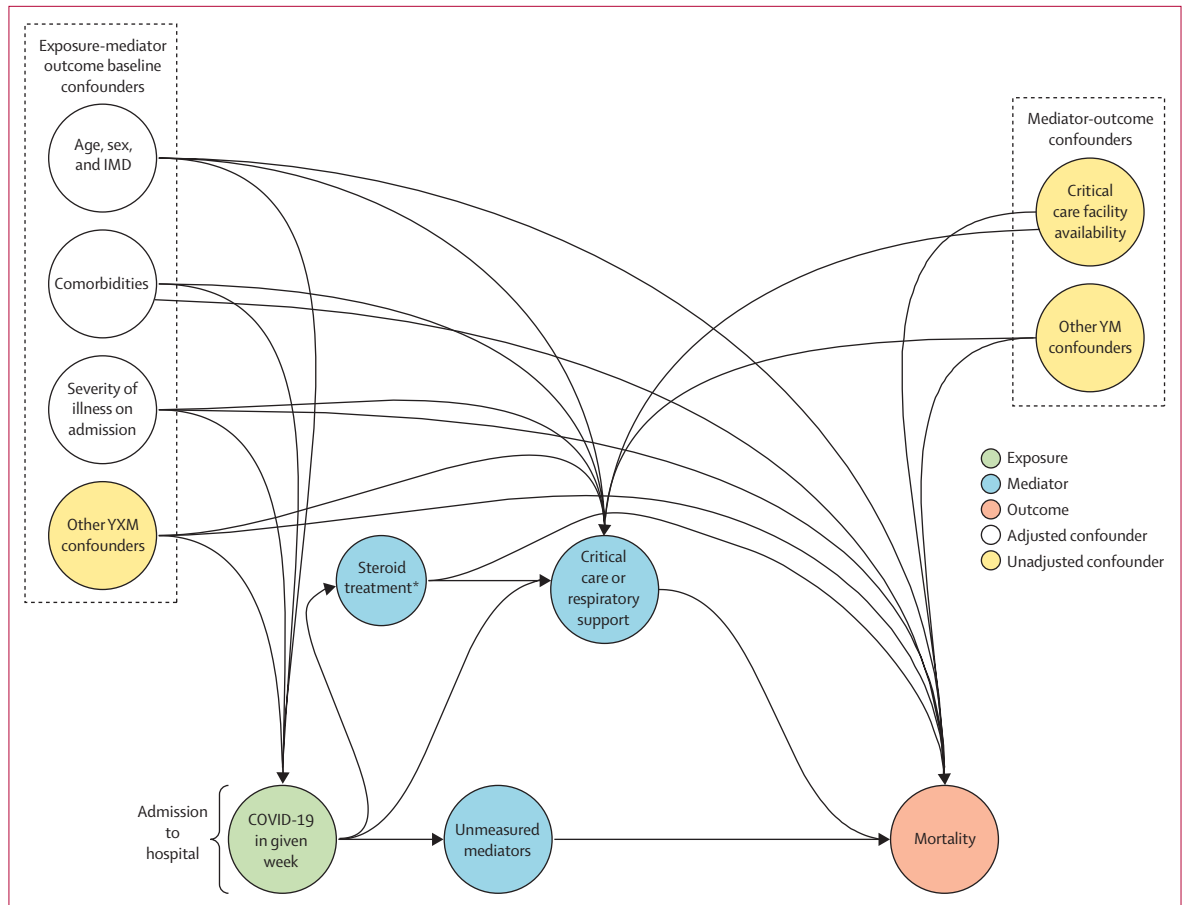 Exposure-mediator
outcome baseline
confounders
Age, sex,
and IMD
Comorbidities
Severity of
illness on
admission
Other YXM
confounders
Mediator-outcome
confounders
Critical
care facility
availability
Other YM
confounders
Exposure
Mediator
Outcome
Adjusted confounder
Unadjusted confounder
Steroid
treatment*
Critical
care or
respiratory
support
Admission
to
hospital
COVID-19
in given
week
Unmeasured
mediators
Mortality